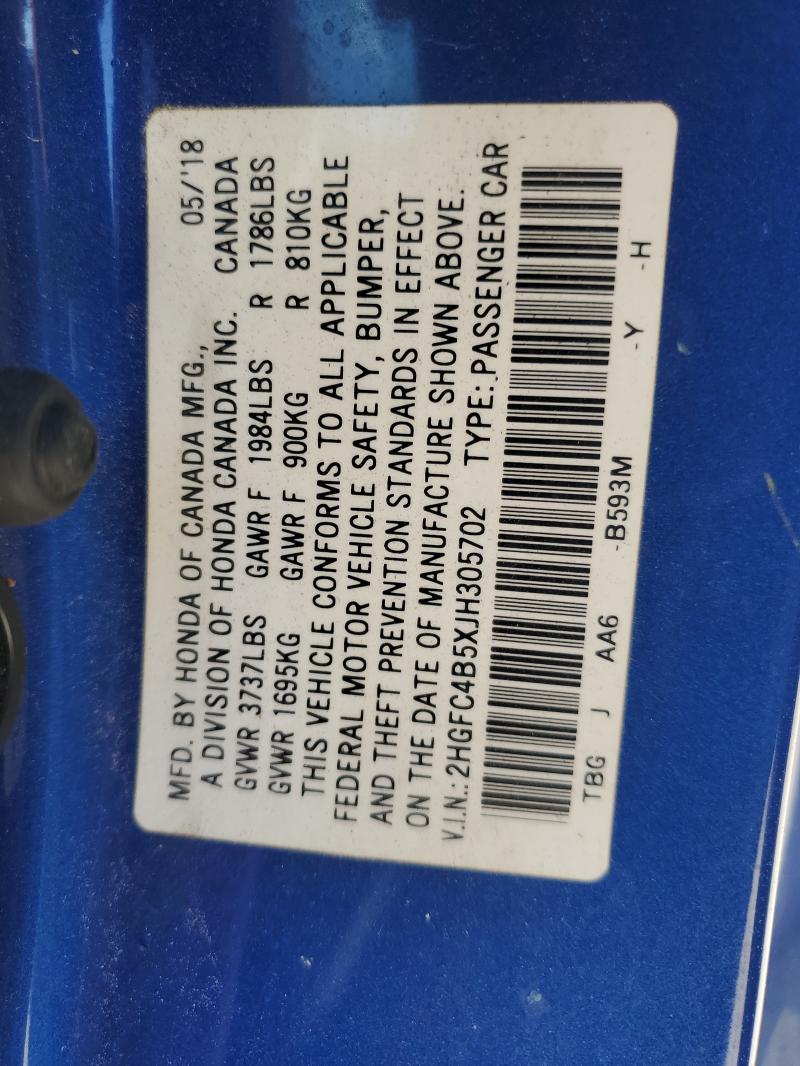 MFD. BY HONDA OF CANADA MFG., 05/'18
A DIVISION OF HONDA CANADA INC. CANADA
GVWR 3737LBS GAWR F 1984LBS R 1786LBS
GVWR 1695KG GAWR F 900KG R 810KG
THIS VEHICLE CONFORMS TO ALL APPLICABLE
FEDERAL MOTOR VEHICLE SAFETY, BUMPER,
AND THEFT PREVENTION STANDARDS IN EFFECT
ON THE DATE OF MANUFACTURE SHOWN ABOVE.
V.I.N.: 2HGFC4B5XJH305702 TYPE: PASSENGER CAR
TBG J AA6 -B593M -Y -H